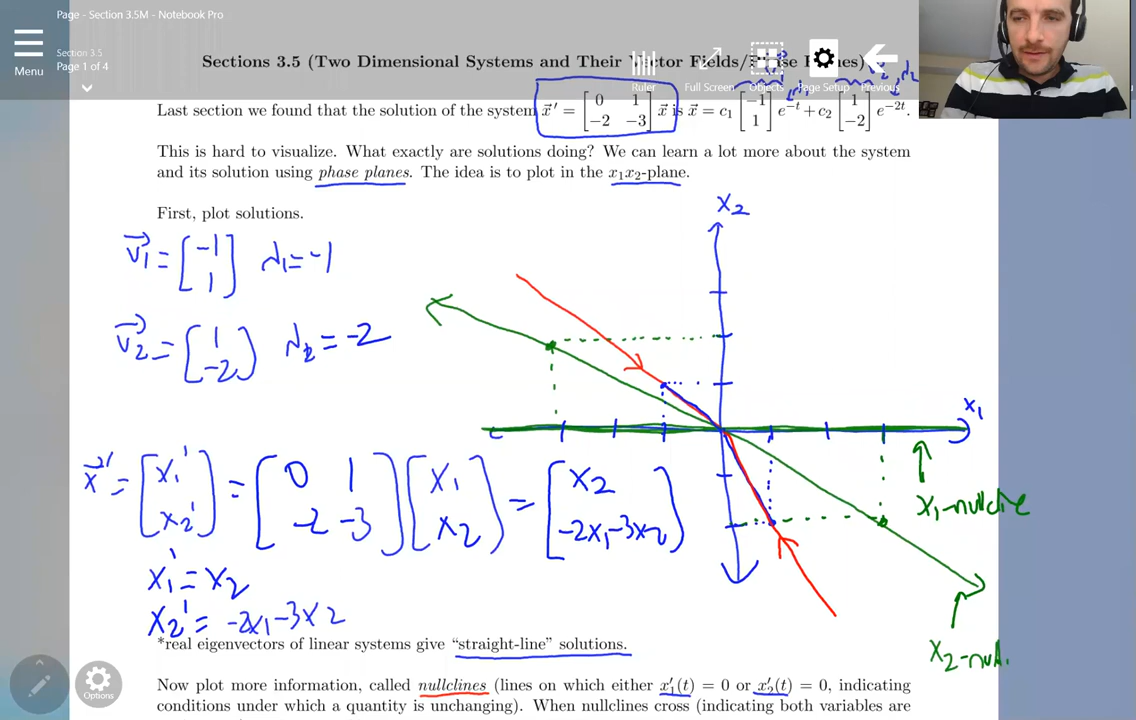 Page - Section 3.5M - Notebook Pro
Section 3.5
Page 1 of 4
Menu
Ruler
Full Screen
Objects
Page Setup
Previous
Sections 3.5 (Two Dimensional Systems and Their Vector Fields/
λ2
Last section we found that the solution of the system x⃗ ′ = [0 1; −2 −3] x⃗ is x⃗ = c1 [−1; 1] e^−t + c2 [1; −2] e^−2t.
This is hard to visualize. What exactly are solutions doing? We can learn a lot more about the system
and its solution using phase planes. The idea is to plot in the x1x2-plane.
First, plot solutions.
x2
v⃗1 = [−1; 1] λ1 = −1
v⃗2 = [1; −2] λ2 = −2
x1
x⃗′ = [x1′; x2′] = [0 1; −2 −3] [x1; x2] = [x2; −2x1−3x2]
x1-nullcline
x1′ = x2
x2′ = −2x1−3x2
x2-null.
*real eigenvectors of linear systems give “straight-line” solutions.
Options
Now plot more information, called nullclines (lines on which either x′1(t) = 0 or x′2(t) = 0, indicating
conditions under which a quantity is unchanging). When nullclines cross (indicating both variables are